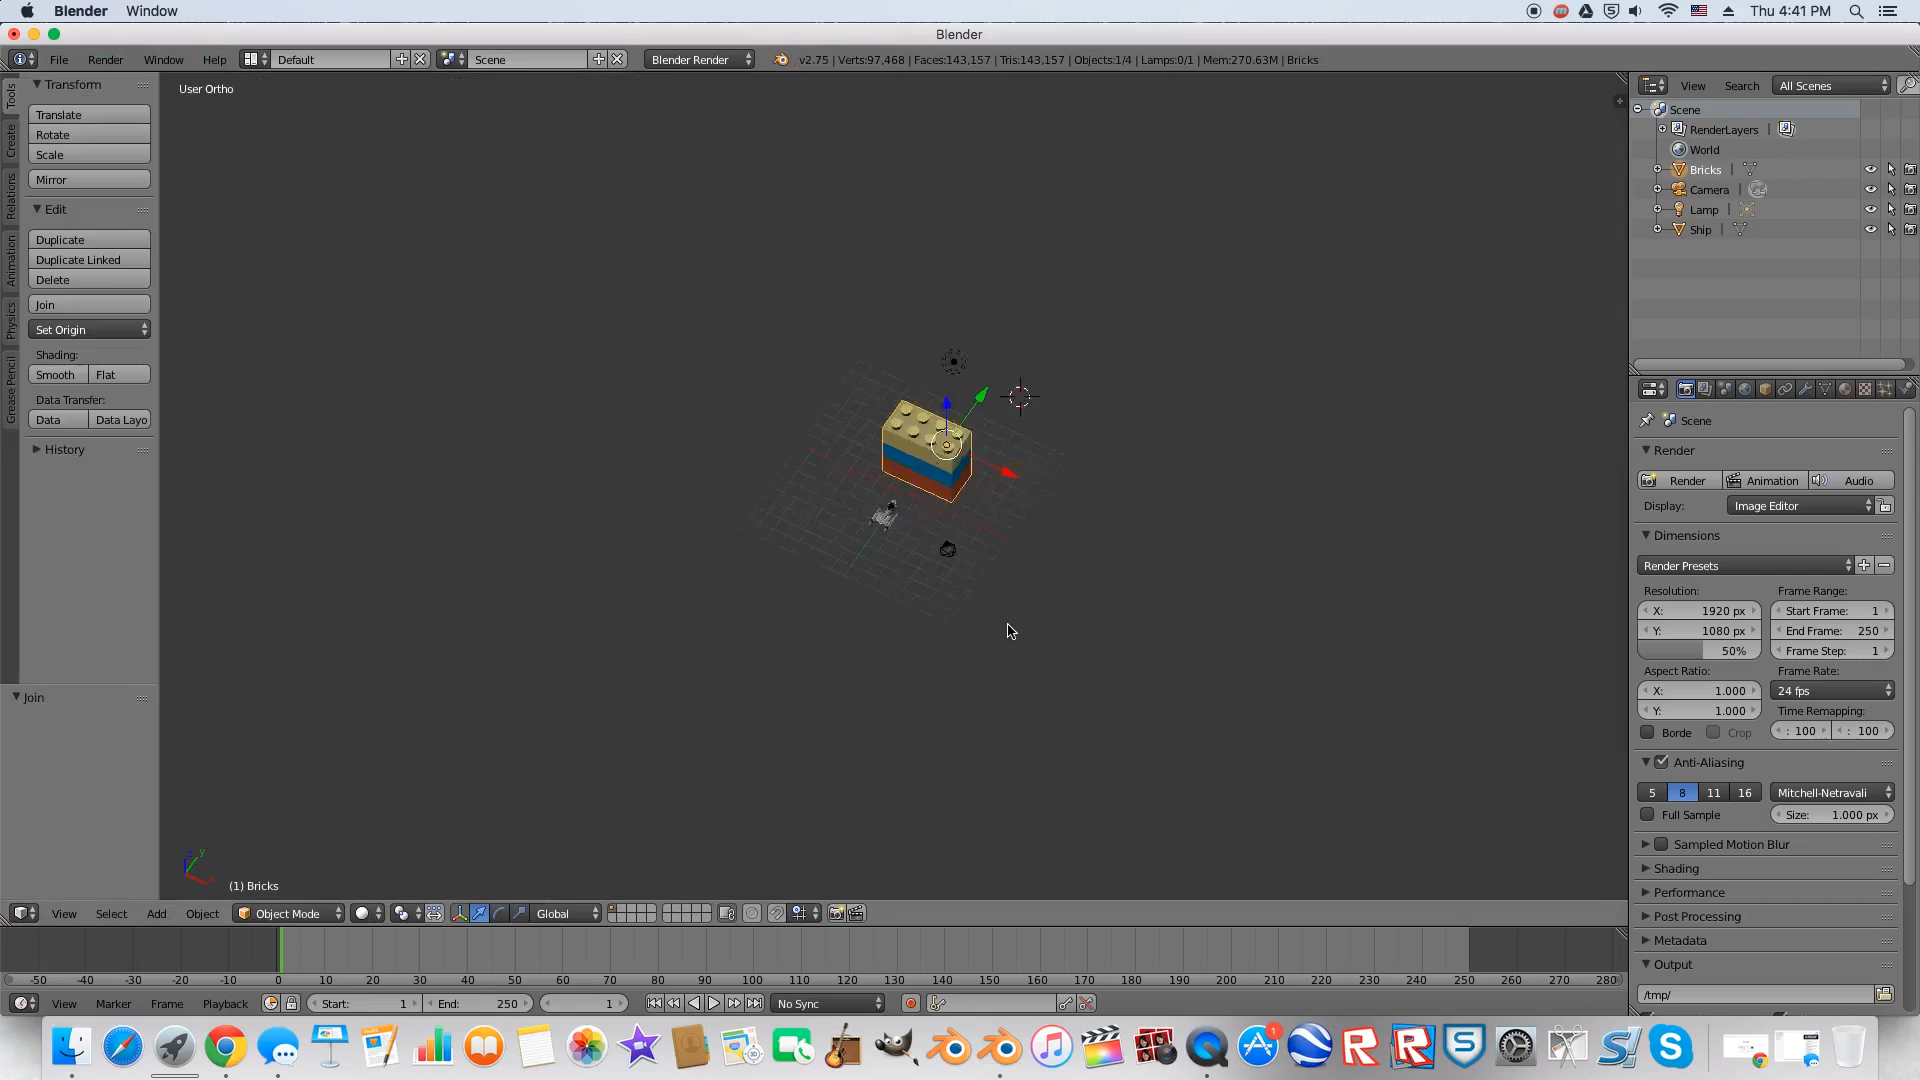 Blender Window Thu 4:41 PM
Blender
File Render Window Help Default Scene Blender Render v2.75 | Verts:97,468 | Faces:143,157 | Tris:143,157 | Objects:1/4 | Lamps:0/1 | Mem:270.63M | Bricks
Tools
Create
Relations
Animation
Physics
Grease Pencil
Transform
Translate
Rotate
Scale
Mirror
Edit
Duplicate
Duplicate Linked
Delete
Join
Set Origin
Shading:
Smooth Flat
Data Transfer:
Data Data Layo
History
Join
User Ortho
(1) Bricks
View Search All Scenes
Scene
RenderLayers |
World
Bricks |
Camera |
Lamp |
Ship |
Scene
Render
Render Animation Audio
Display: Image Editor
Dimensions
Render Presets
Resolution: Frame Range:
X: 1920 px Start Frame: 1
Y: 1080 px End Frame: 250
50% Frame Step: 1
Aspect Ratio: Frame Rate:
X: 1.000 24 fps
Y: 1.000 Time Remapping:
Borde Crop : 100 : 100
Anti-Aliasing
5 8 11 16 Mitchell-Netravali
Full Sample Size: 1.000 px
Sampled Motion Blur
Shading
Performance
Post Processing
Metadata
Output
/tmp/
View Select Add Object Object Mode Global
-50 -40 -30 -20 -10 0 10 20 30 40 50 60 70 80 90 100 110 120 130 140 150 160 170 180 190 200 210 220 230 240 250 260 270 280
View Marker Frame Playback Start: 1 End: 250 1 No Sync